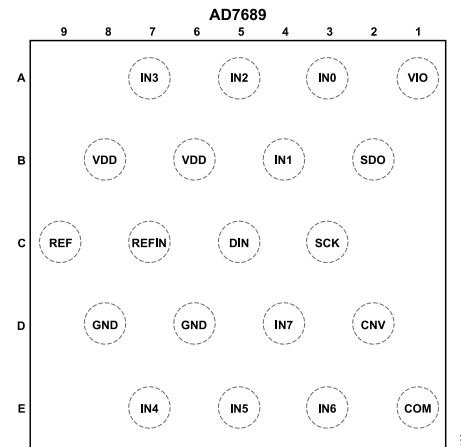 AD7689
9 8 7 6 5 4 3 2 1
A IN3 IN2 IN0 VIO
B VDD VDD IN1 SDO
C REF REFIN DIN SCK
D GND GND IN7 CNV
E IN4 IN5 IN6 COM